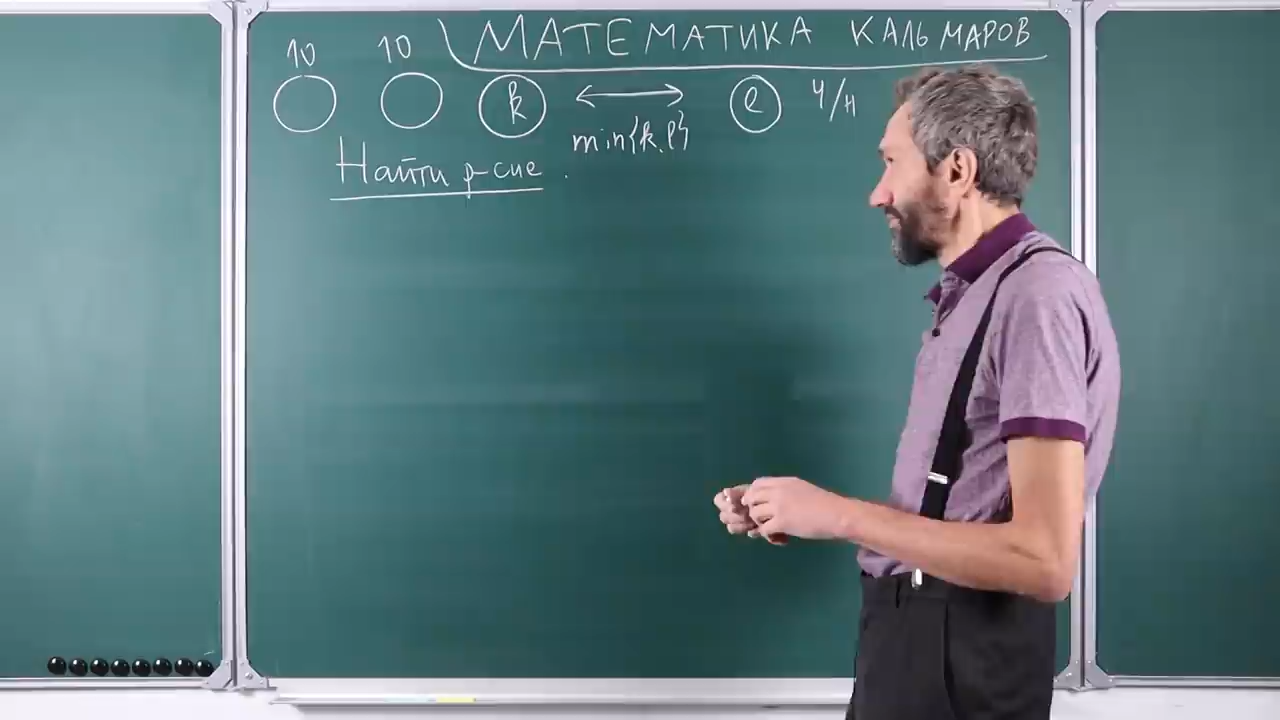 МАТЕМАТИКА КАЛЬМАРОВ
10 10
k ⟷ l ч/н
min{k,l}
Найти р-сие